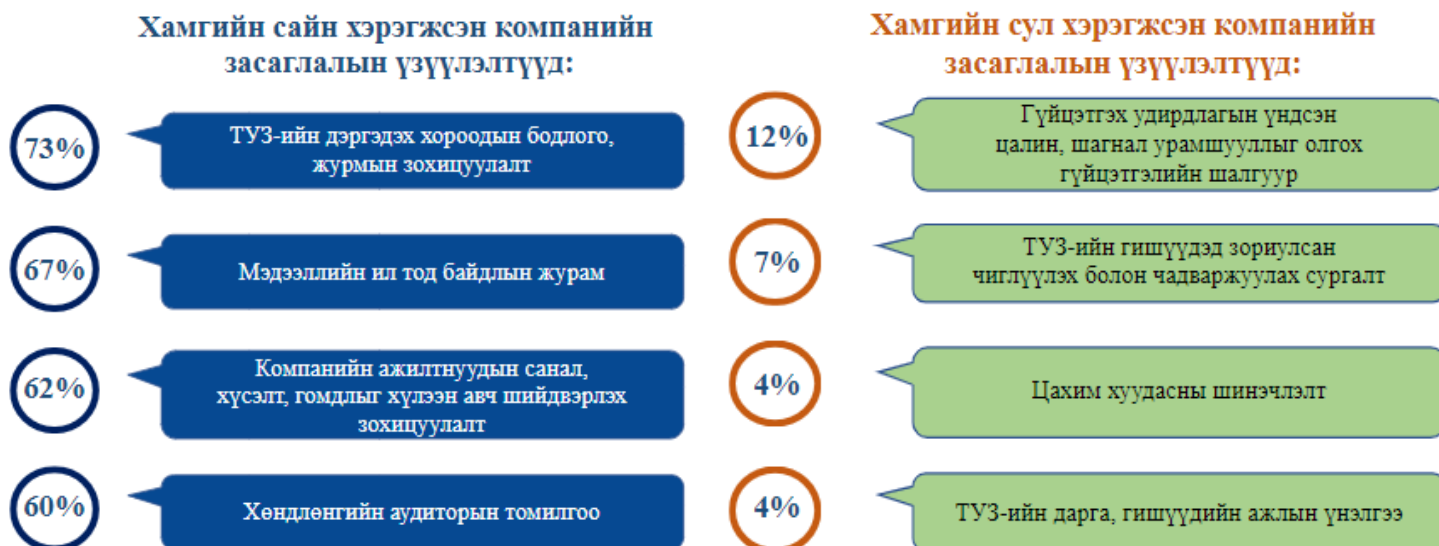 Хамгийн сайн хэрэгжсэн компанийн
засаглалын үзүүлэлтүүд:
73%
ТУЗ-ийн дэргэдэх хороодын бодлого,
журмын зохицуулалт
67%
Мэдээллийн ил тод байдлын журам
62%
Компанийн ажилтнуудын санал,
хүсэлт, гомдлыг хүлээн авч шийдвэрлэх
зохицуулалт
60%
Хөндлөнгийн аудиторын томилгоо
Хамгийн сул хэрэгжсэн компанийн
засаглалын үзүүлэлтүүд:
12%
Гүйцэтгэх удирдлагын үндсэн
цалин, шагнал урамшууллыг олгох
гүйцэтгэлийн шалгуур
7%
ТУЗ-ийн гишүүдэд зориулсан
чиглүүлэх болон чадваржуулах сургалт
4%
Цахим хуудасны шинэчлэлт
4%
ТУЗ-ийн дарга, гишүүдийн ажлын үнэлгээ